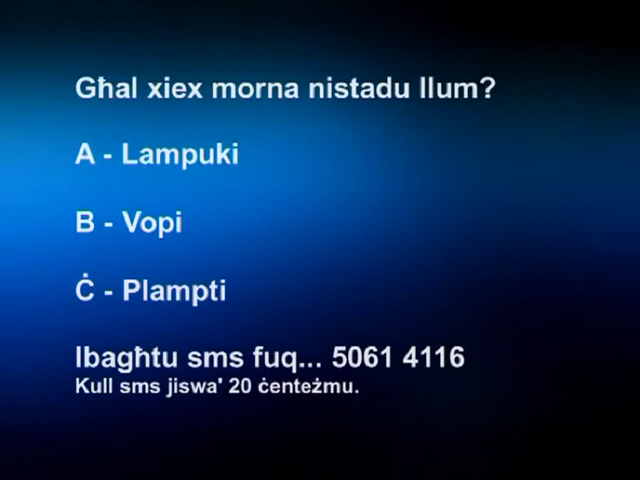 Għal xiex morna nistadu llum?
A - Lampuki
B - Vopi
Ċ - Plampti
Ibagħtu sms fuq... 5061 4116
Kull sms jiswa' 20 ċenteżmu.